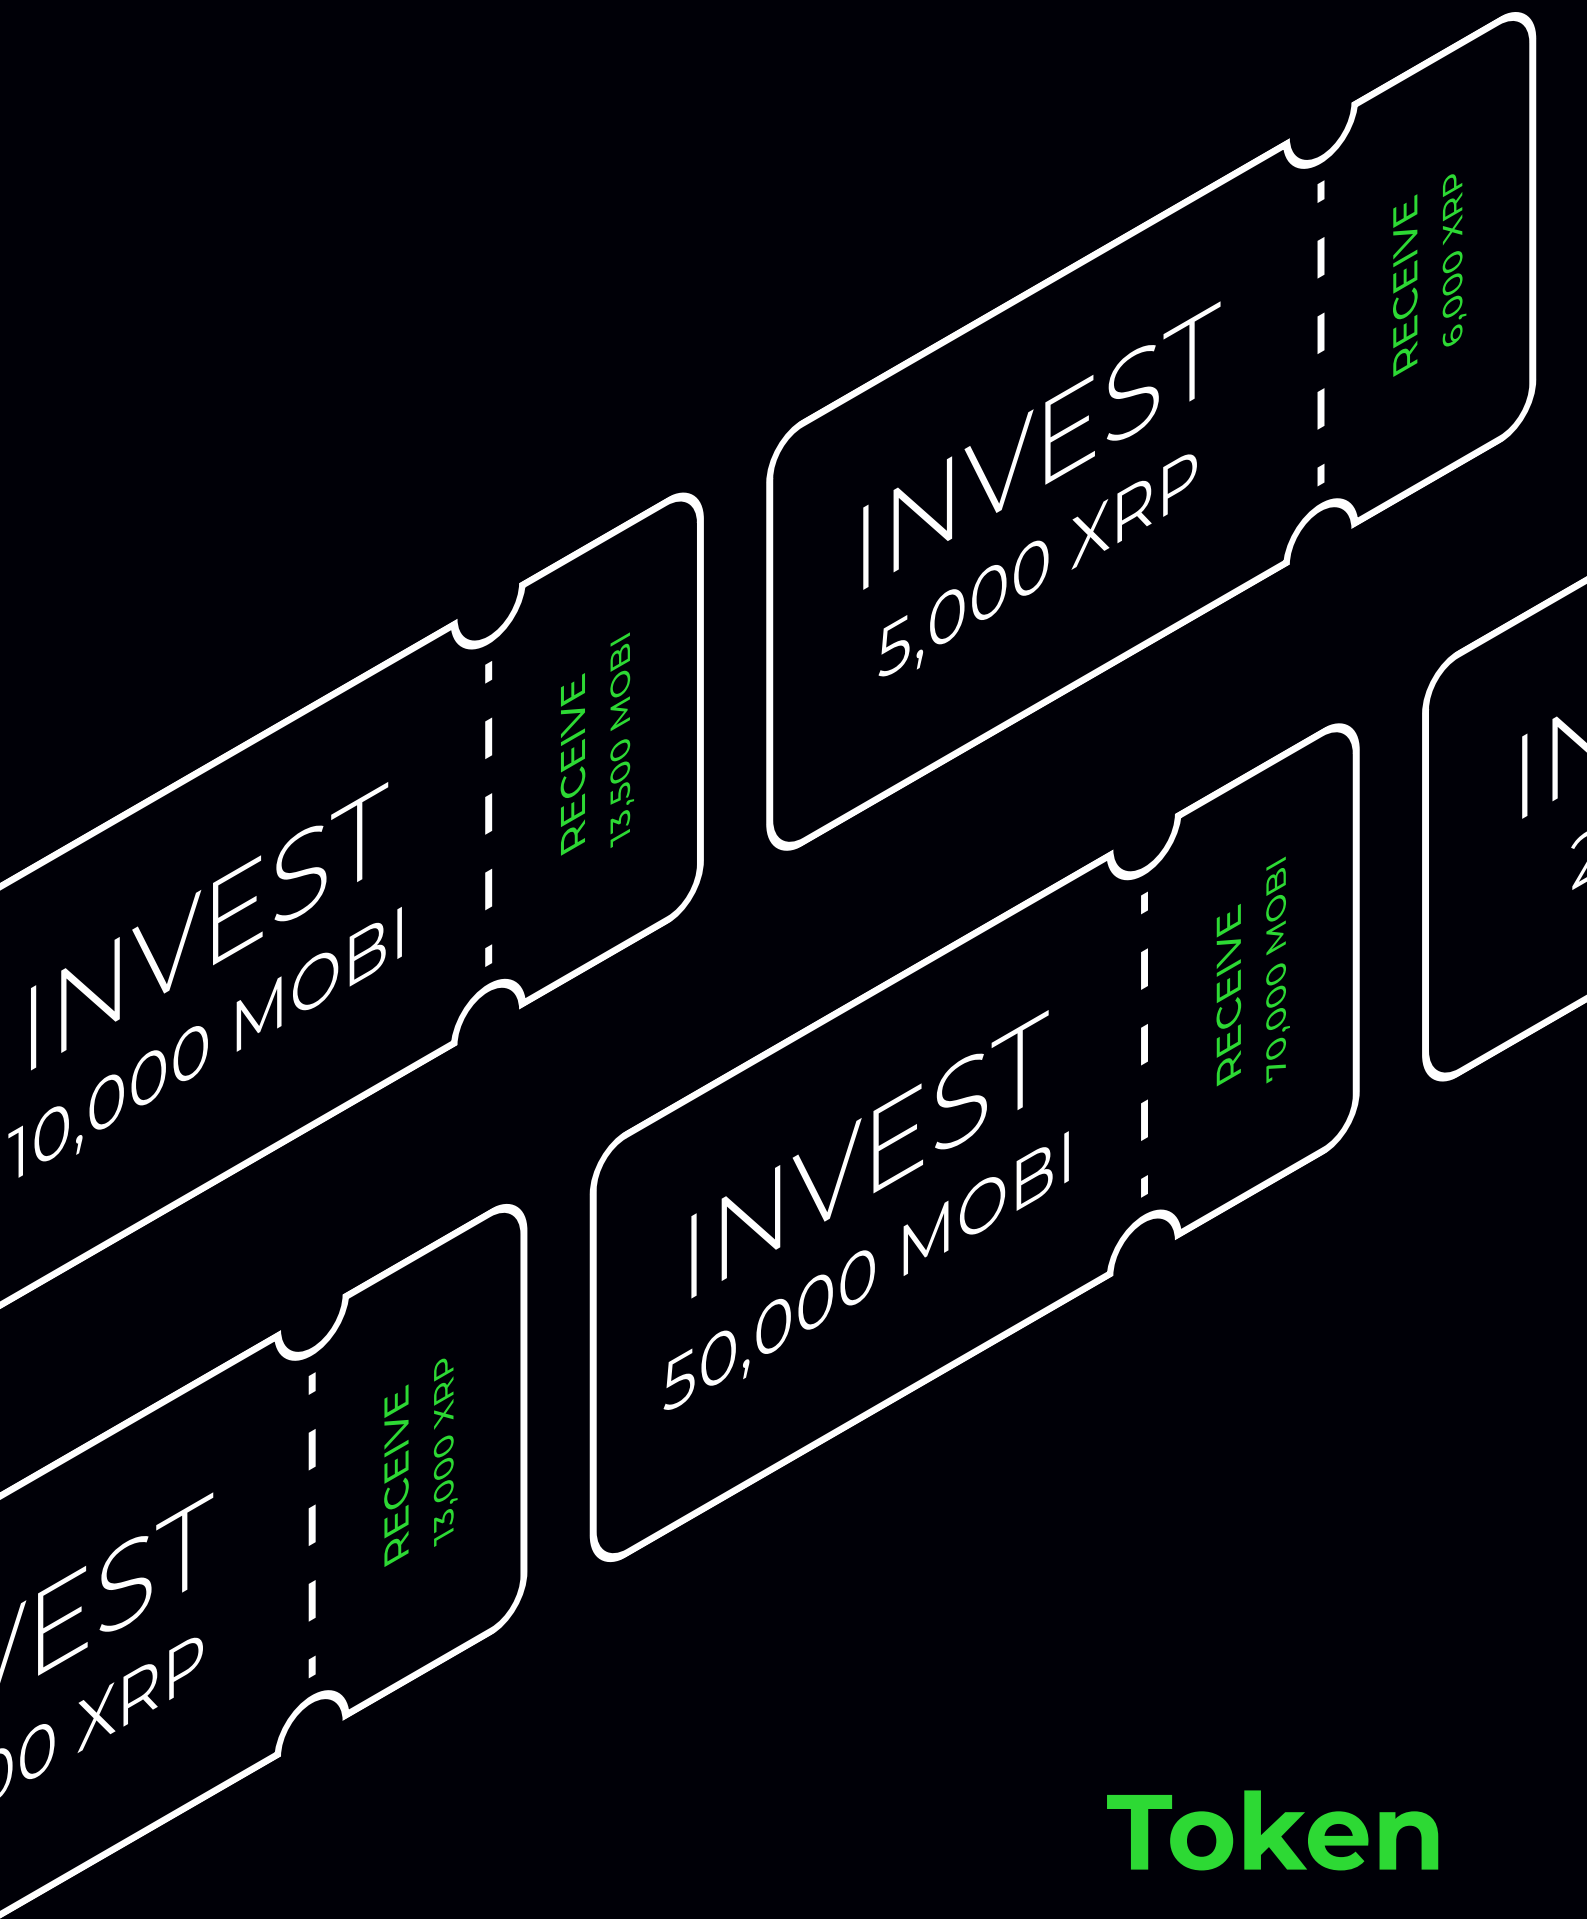 INVEST
5,000 XRP
RECEIVE
6,000 XRP
INVEST
10,000 MOBI
RECEIVE
13,500 MOBI
INVEST
50,000 MOBI
RECEIVE
70,000 MOBI
XRP
RECEIVE
13,000 XRP
Token